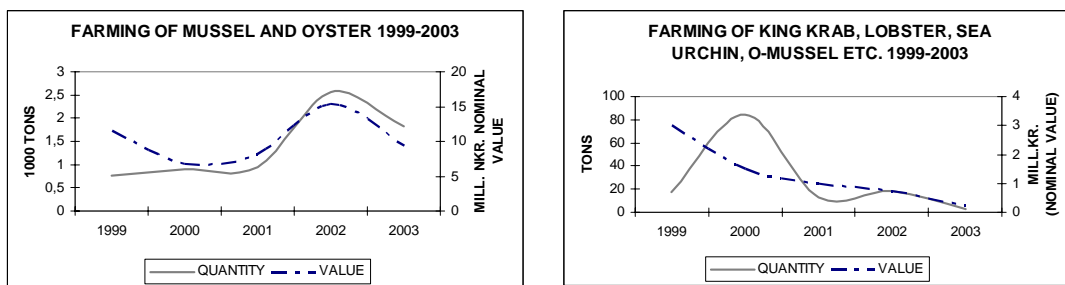 FARMING OF MUSSEL AND OYSTER 1999-2003
3
2,5
2
1,5
1
0,5
0
1000 TONS
20
15
10
5
0
MILL. NKR. NOMINAL
VALUE
1999 2000 2001 2002 2003
QUANTITY VALUE
FARMING OF KING KRAB, LOBSTER, SEA
URCHIN, O-MUSSEL ETC. 1999-2003
100
80
60
40
20
0
TONS
4
3
2
1
0
MILL.KR.
(NOMINAL VALUE)
1999 2000 2001 2002 2003
QUANTITY VALUE